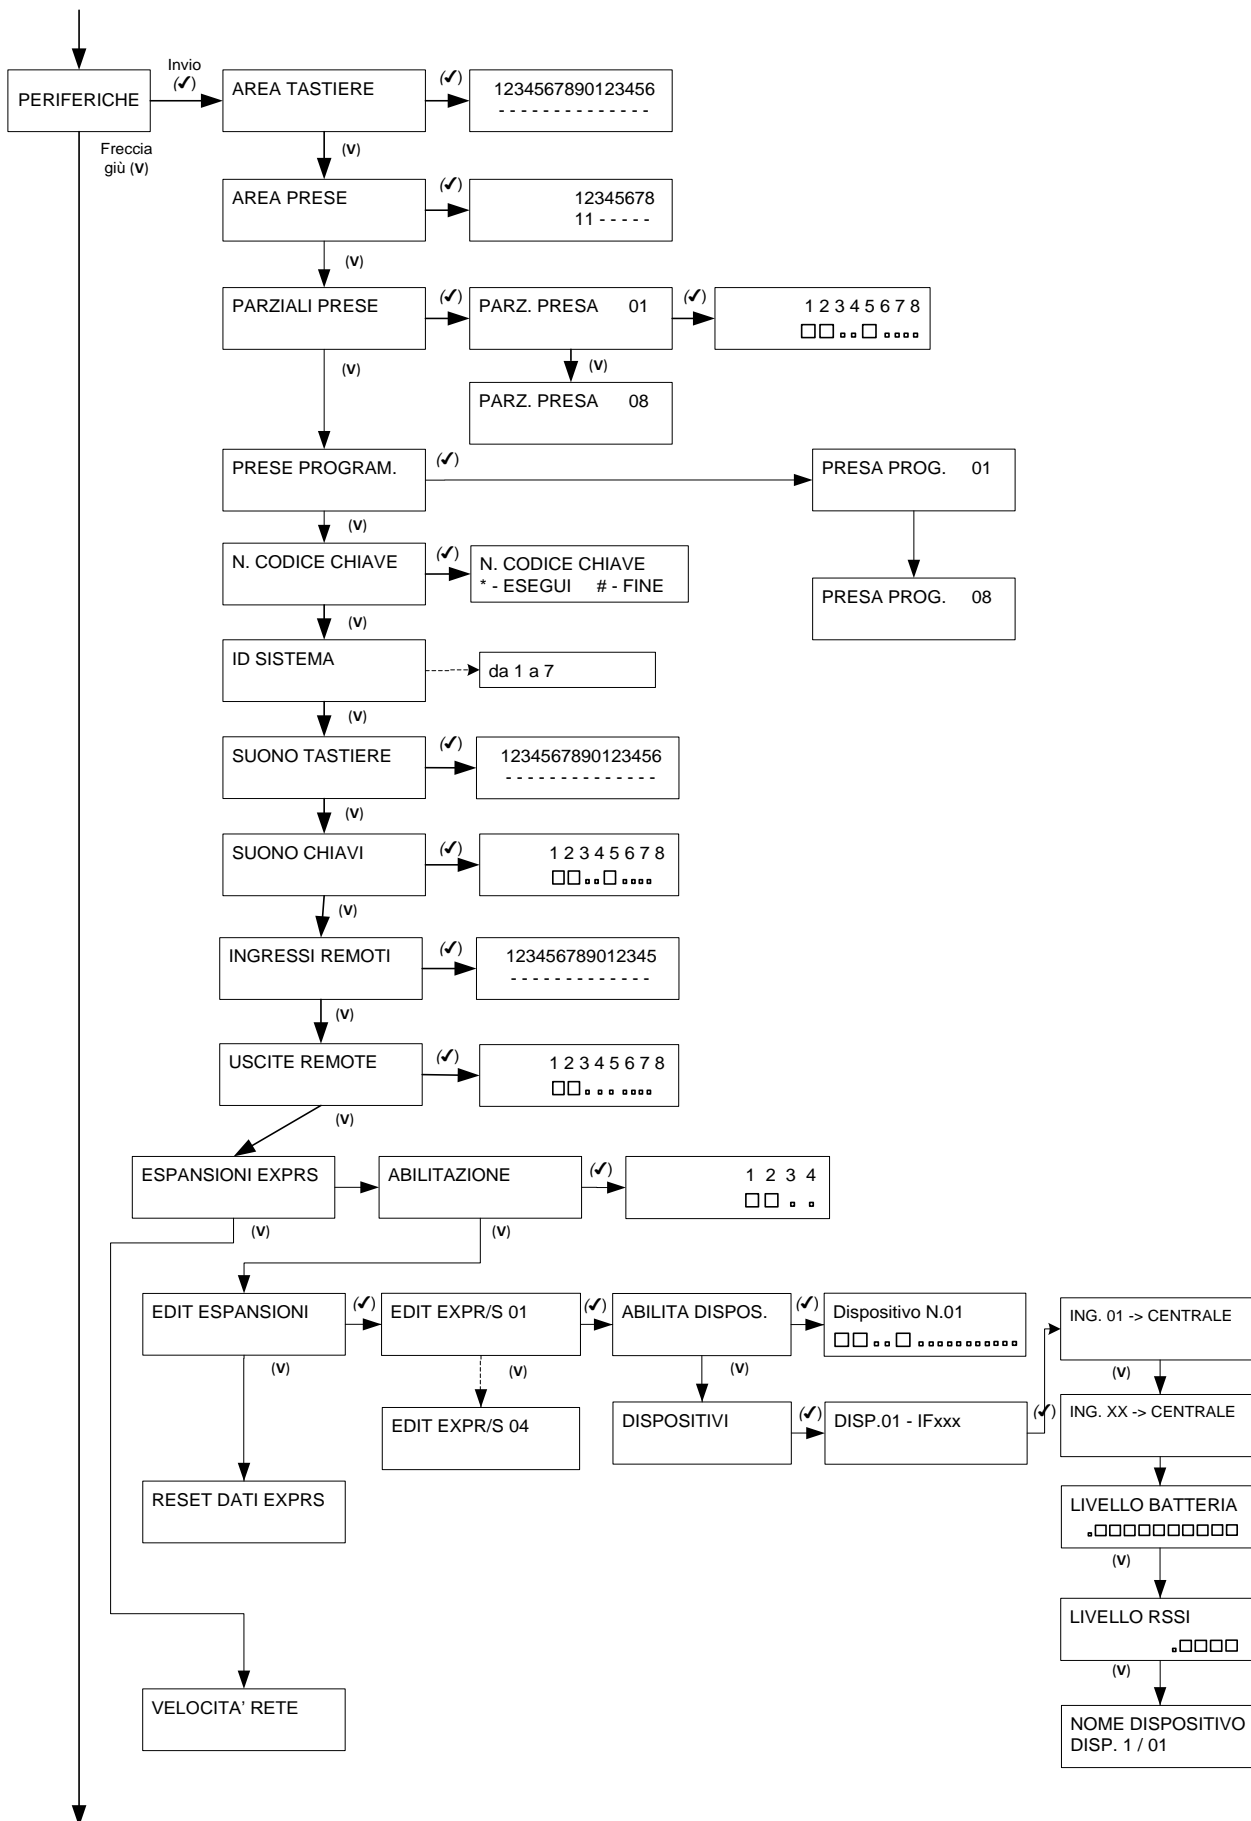 Invio
(✓)
PERIFERICHE
Freccia
giù (V)
AREA TASTIERE
(✓)
1234567890123456
- - - - - - - - - - - - - -
(V)
AREA PRESE
(✓)
12345678
11 - - - - -
(V)
PARZIALI PRESE
(✓)
PARZ. PRESA 01
(✓)
1 2 3 4 5 6 7 8
(V)
(V)
PARZ. PRESA 08
PRESE PROGRAM.
(✓)
PRESA PROG. 01
(V)
PRESA PROG. 08
N. CODICE CHIAVE
(✓)
N. CODICE CHIAVE
* - ESEGUI # - FINE
(V)
ID SISTEMA
da 1 a 7
(V)
SUONO TASTIERE
(✓)
1234567890123456
- - - - - - - - - - - - - -
(V)
SUONO CHIAVI
(✓)
1 2 3 4 5 6 7 8
(V)
INGRESSI REMOTI
(✓)
123456789012345
- - - - - - - - - - - - -
(V)
USCITE REMOTE
(✓)
1 2 3 4 5 6 7 8
(V)
ESPANSIONI EXPRS
ABILITAZIONE
(✓)
1 2 3 4
(V)
(V)
EDIT ESPANSIONI
(✓)
EDIT EXPR/S 01
(✓)
ABILITA DISPOS.
(✓)
Dispositivo N.01
ING. 01 -> CENTRALE
(V)
(V)
(V)
(V)
EDIT EXPR/S 04
DISPOSITIVI
(✓)
DISP.01 - IFxxx
(✓)
ING. XX -> CENTRALE
RESET DATI EXPRS
LIVELLO BATTERIA
(V)
LIVELLO RSSI
(V)
VELOCITA' RETE
NOME DISPOSITIVO
DISP. 1 / 01